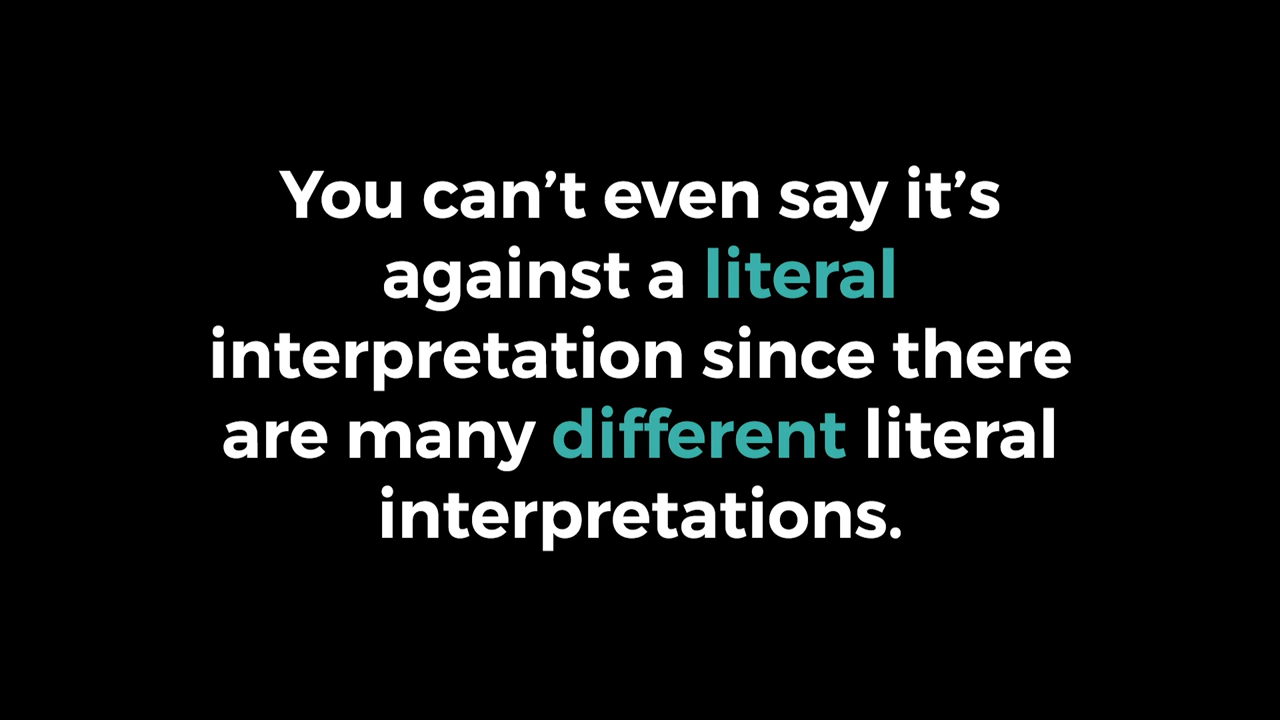 You can’t even say it’s
against a literal
interpretation since there
are many different literal
interpretations.